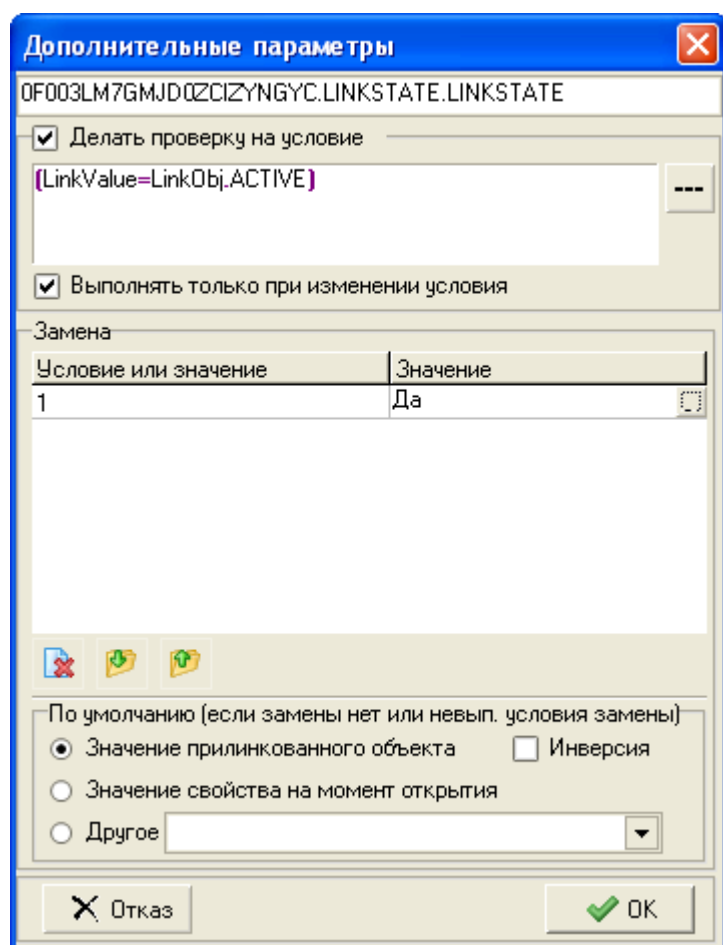 Дополнительные параметры
0F003LM7GMJD0ZCIZYNGYC.LINKSTATE.LINKSTATE
Делать проверку на условие
(LinkValue=LinkObj.ACTIVE)
---
Выполнять только при изменении условия
Замена
Условие или значение Значение
1 Да
По умолчанию (если замены нет или невып. условия замены)
Значение прилинкованного объекта Инверсия
Значение свойства на момент открытия
Другое
Отказ OK